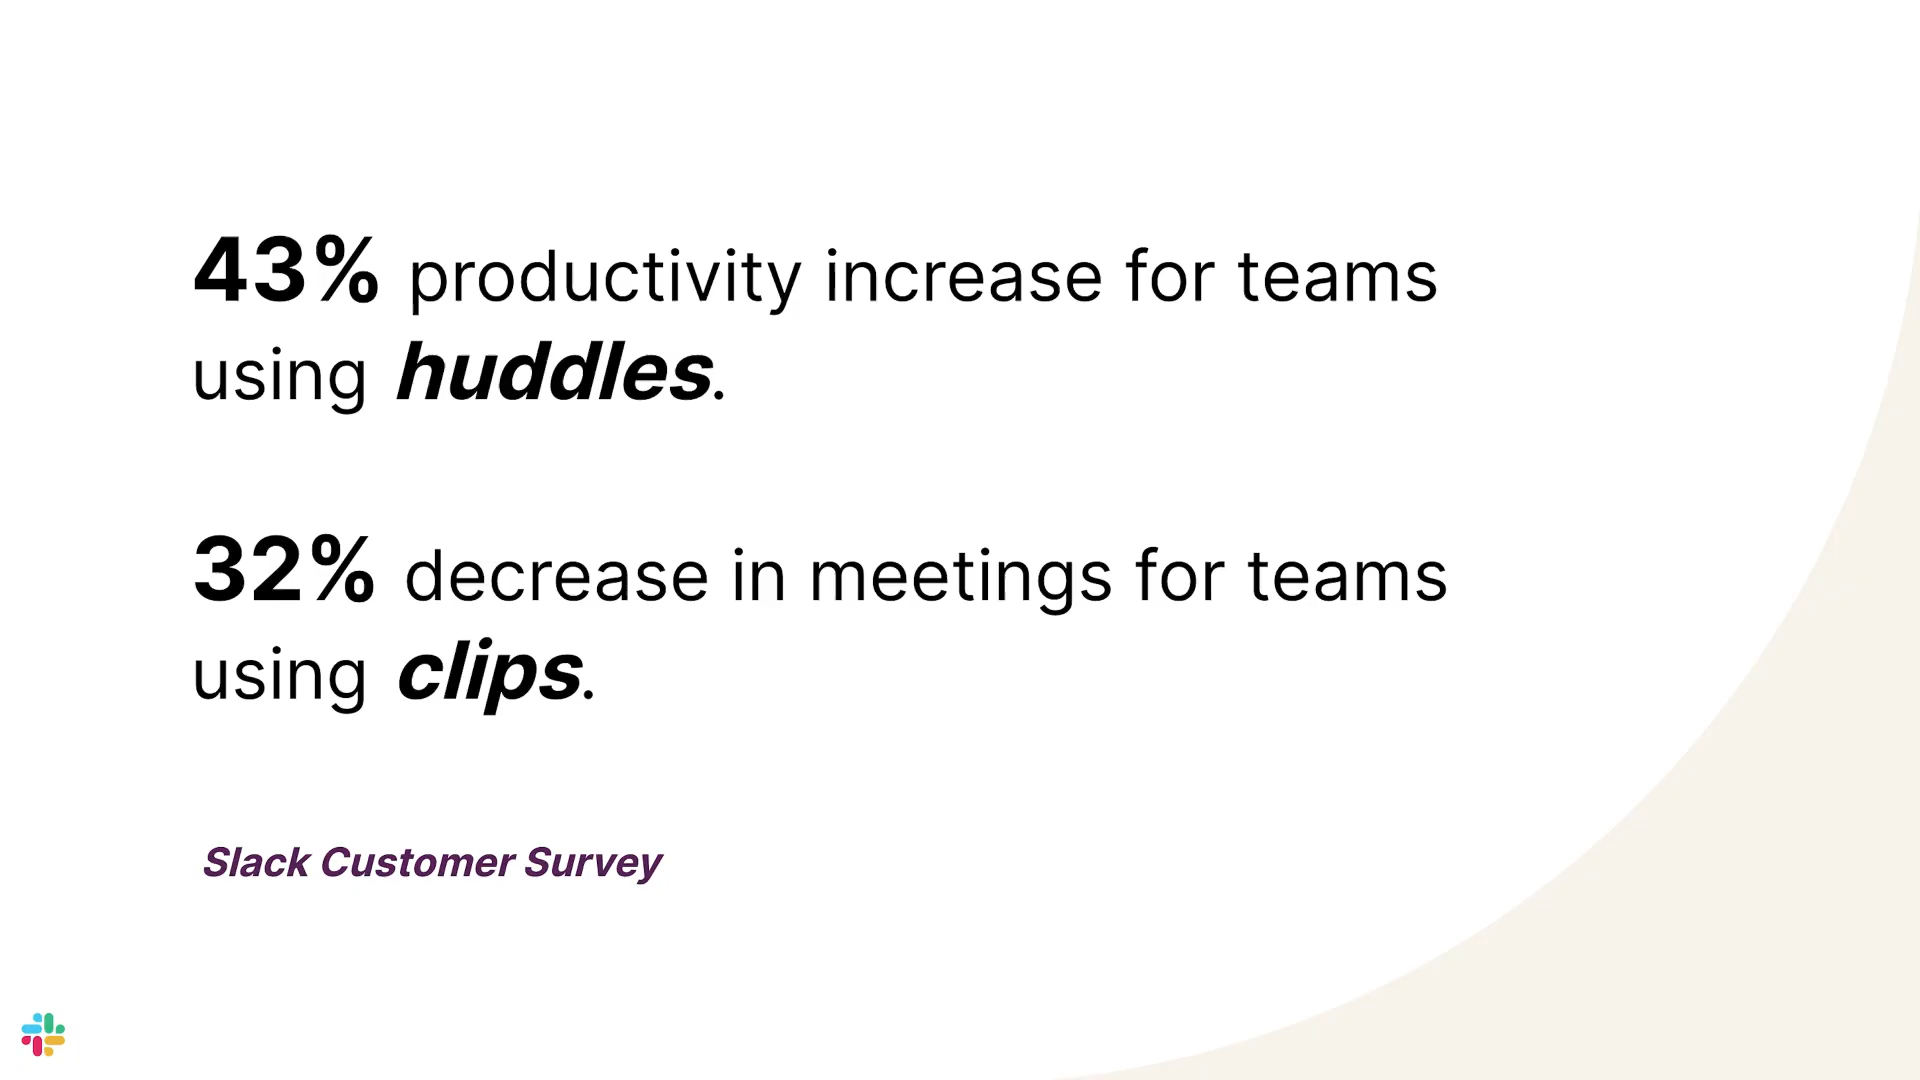 43% productivity increase for teams
using huddles.
32% decrease in meetings for teams
using clips.
Slack Customer Survey